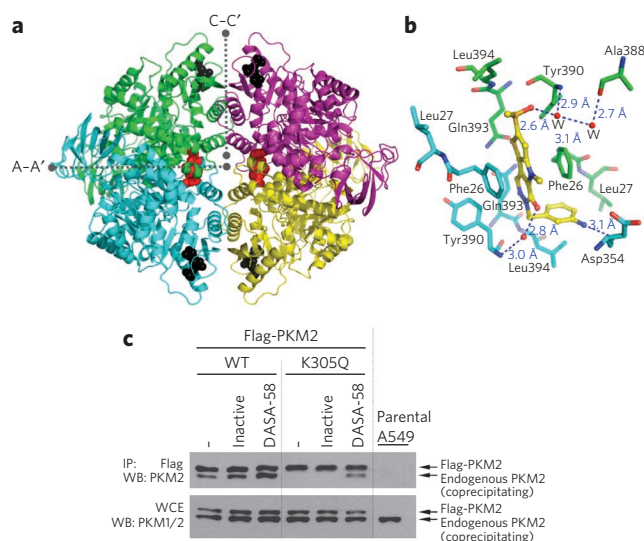 a
C–C′
A–A′
b
Leu394
Tyr390
Ala388
2.9 Å
2.7 Å
Leu27
2.6 Å
W
W
Gln393
3.1 Å
Phe26
Phe26
Leu27
Gln393
Tyr390
2.8 Å
3.1 Å
3.0 Å
Leu394
Asp354
c
Flag-PKM2
WT
K305Q
–
Inactive
DASA-58
–
Inactive
DASA-58
Parental
A549
IP: Flag
WB: PKM2
Flag-PKM2
Endogenous PKM2
(coprecipitating)
WCE
WB: PKM1/2
Flag-PKM2
Endogenous PKM2
(coprecipitating)